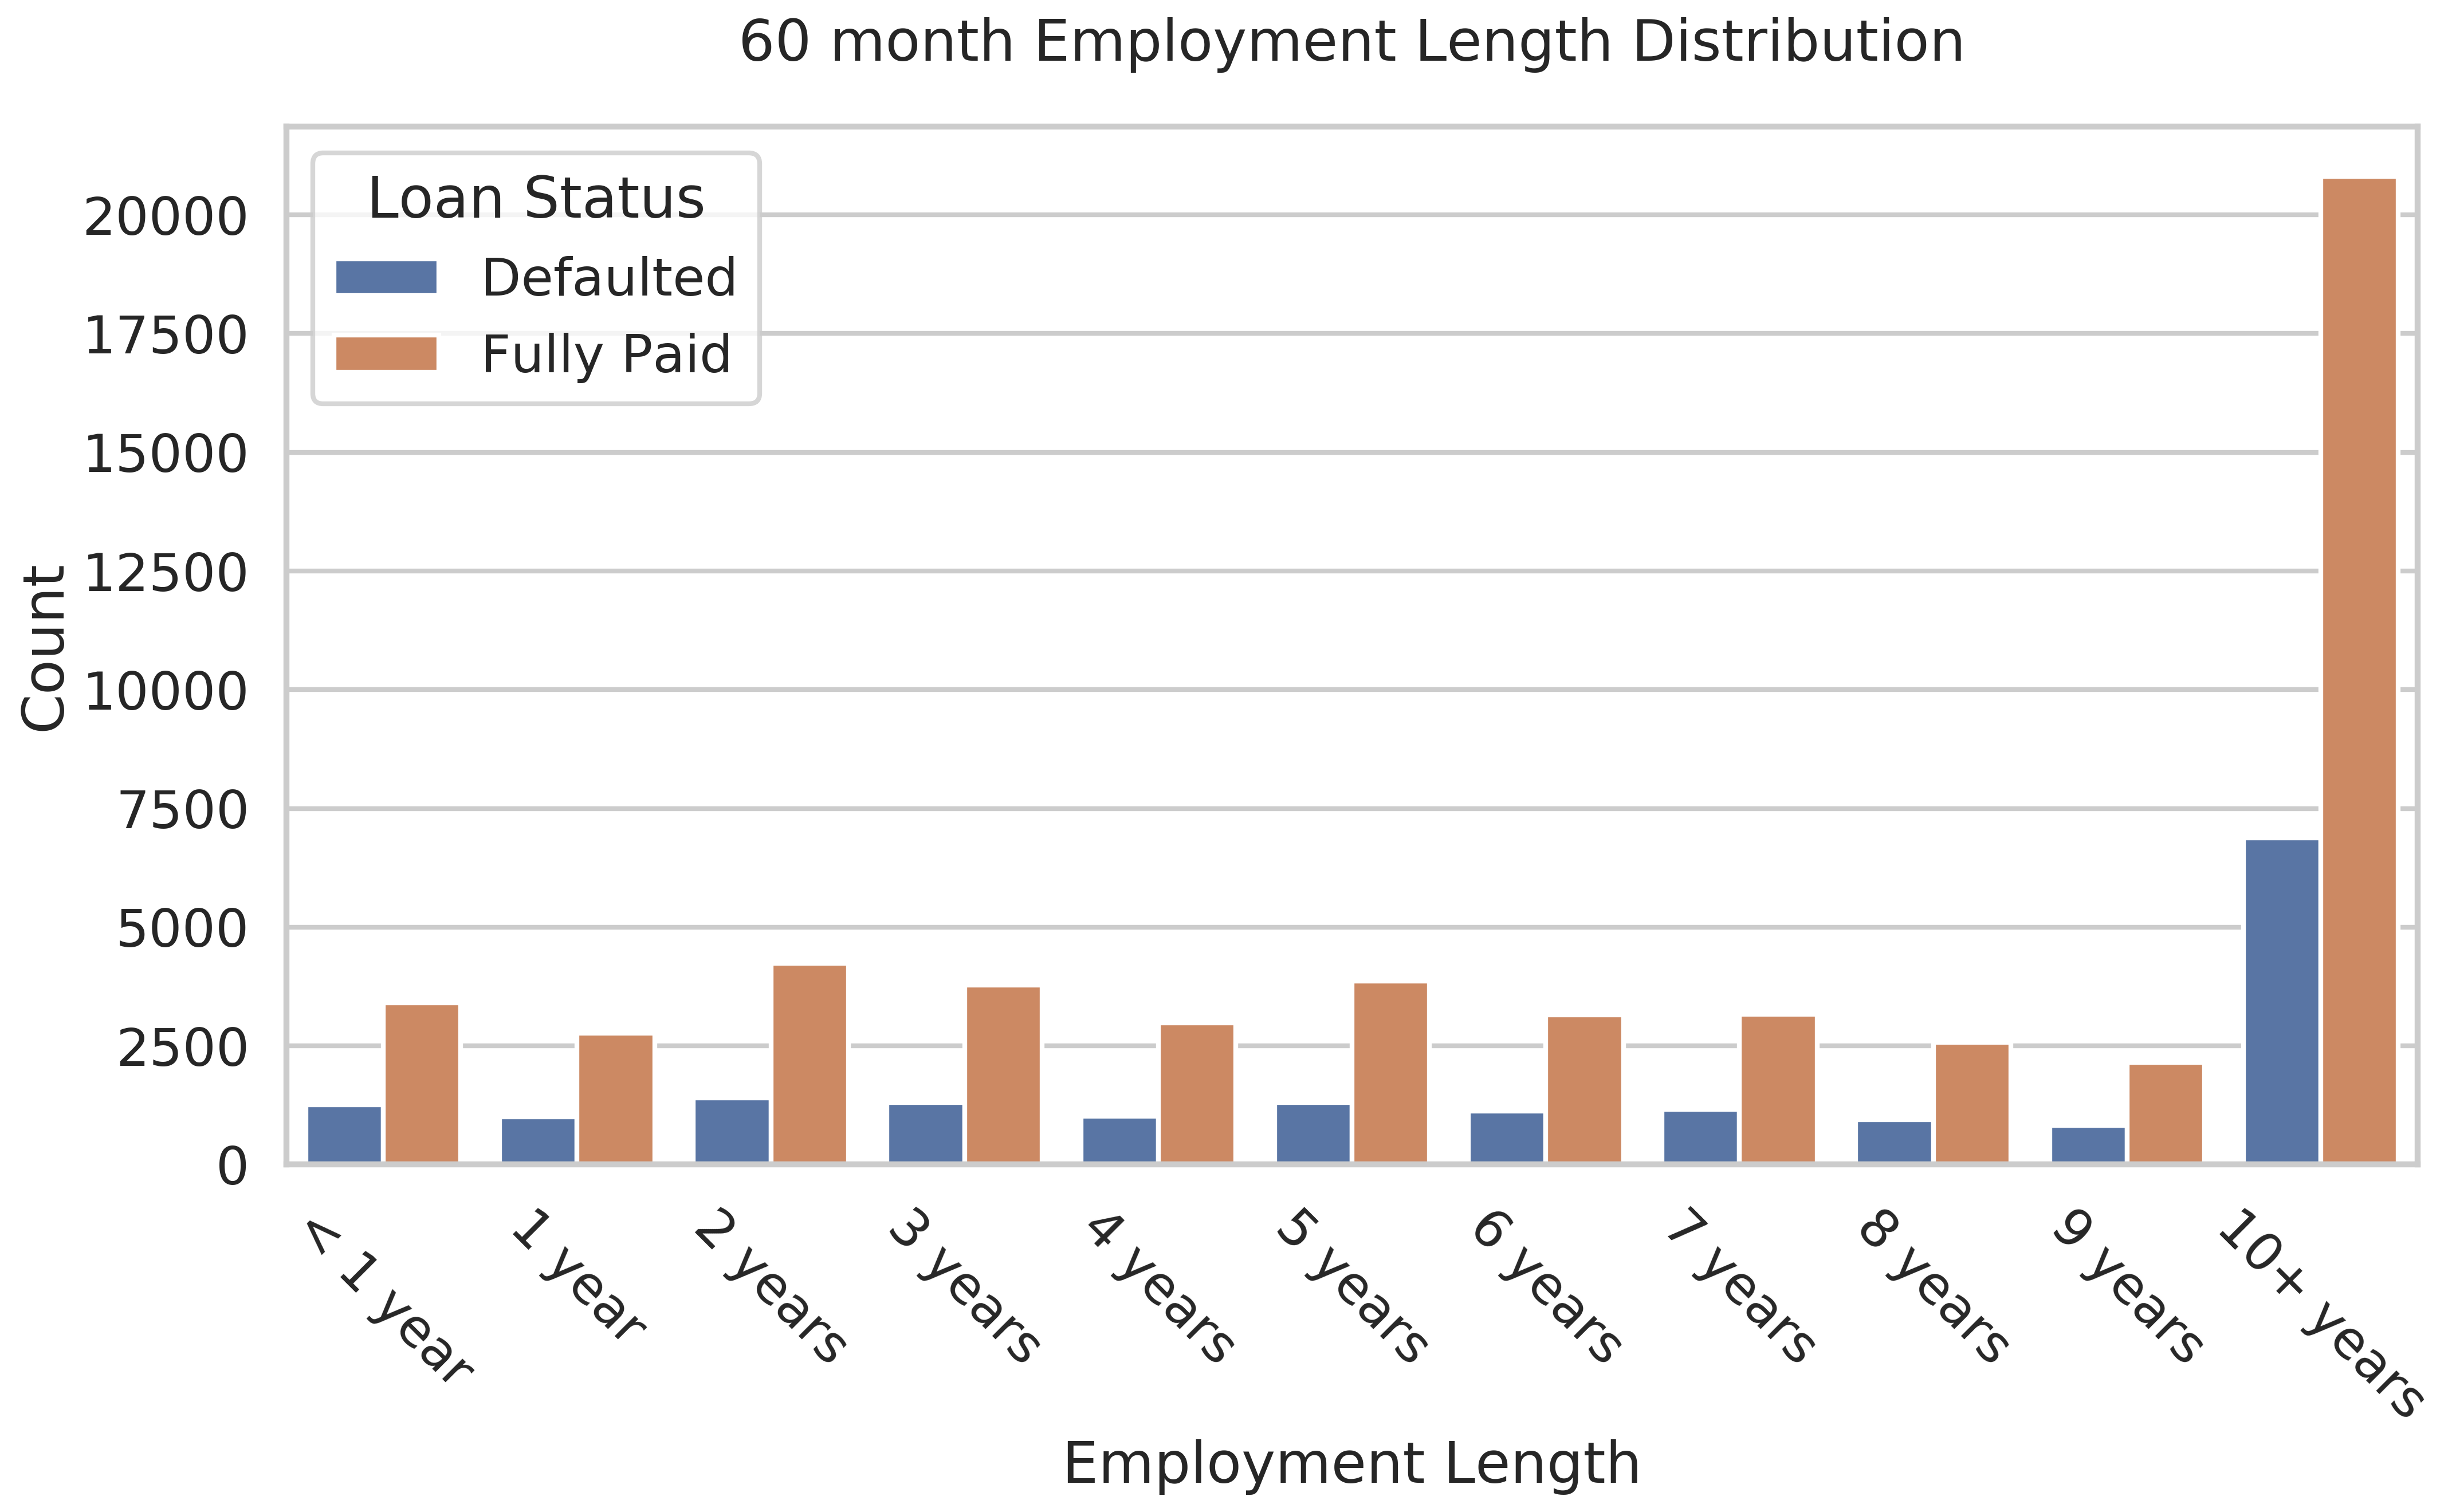 60 month Employment Length Distribution
Loan Status
Defaulted
Fully Paid
Count
20000
17500
15000
12500
10000
7500
5000
2500
0
< 1 year
1 year
2 years
3 years
4 years
5 years
6 years
7 years
8 years
9 years
10+ years
Employment Length